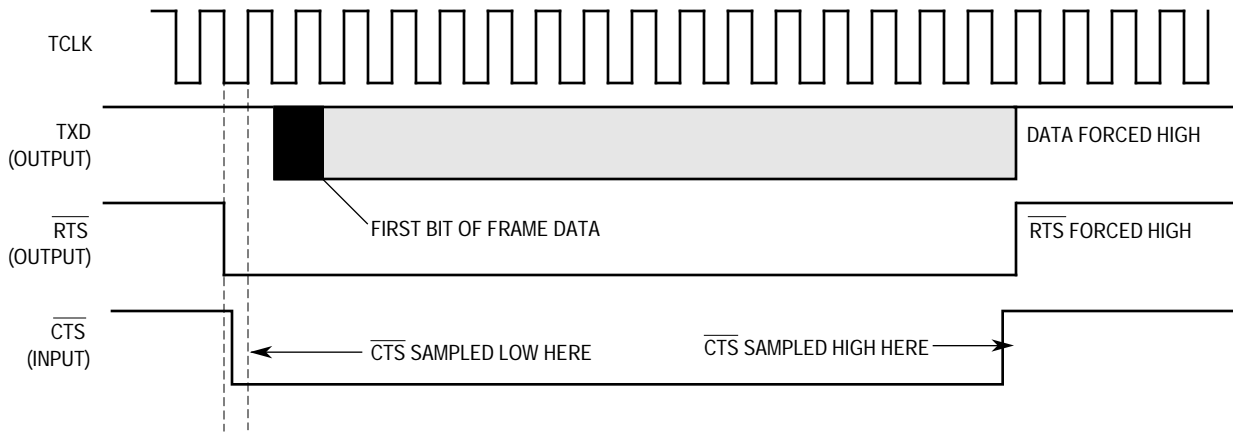 TCLK
TXD
(OUTPUT)
DATA FORCED HIGH
FIRST BIT OF FRAME DATA
RTS
(OUTPUT)
RTS FORCED HIGH
CTS
(INPUT)
CTS SAMPLED LOW HERE
CTS SAMPLED HIGH HERE